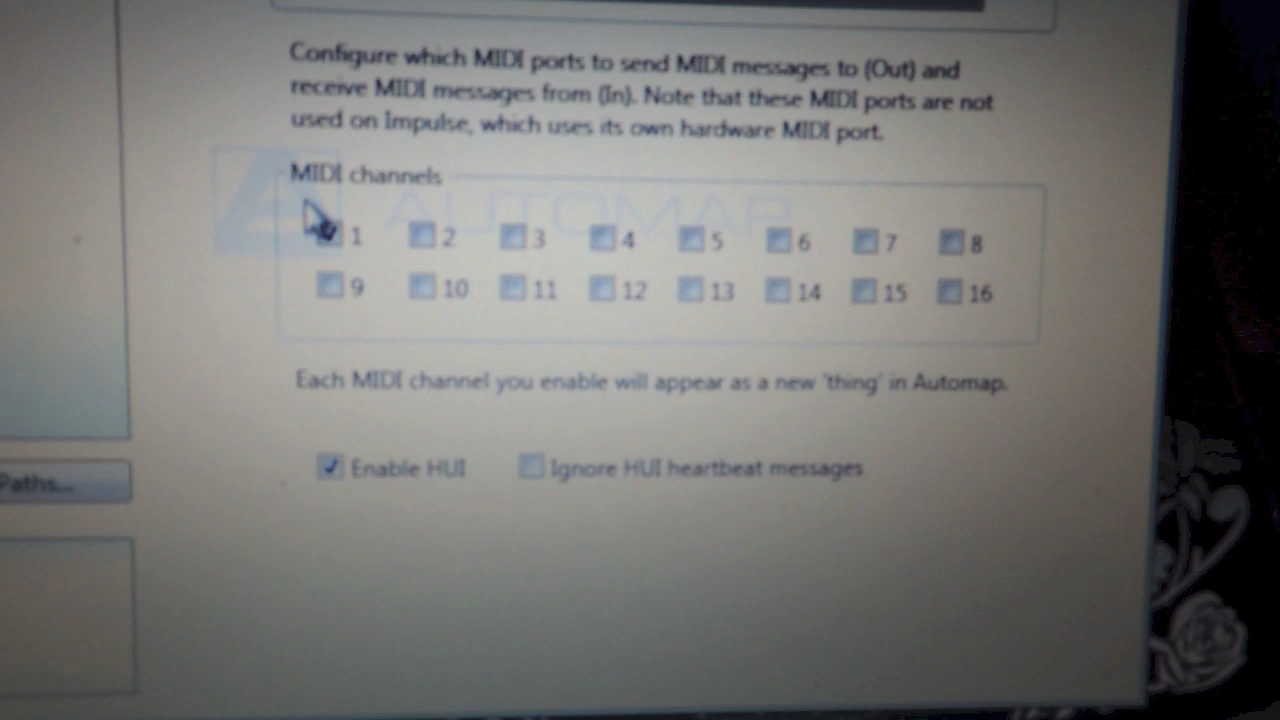 Configure which MIDI ports to send MIDI messages to (Out) and
receive MIDI messages from (In). Note that these MIDI ports are not
used on Impulse, which uses its own hardware MIDI port.
MIDI channels
AUTOMAP
1 2 3 4 5 6 7 8
9 10 11 12 13 14 15 16
Each MIDI channel you enable will appear as a new 'thing' in Automap.
Enable HUI Ignore HUI heartbeat messages
Paths...